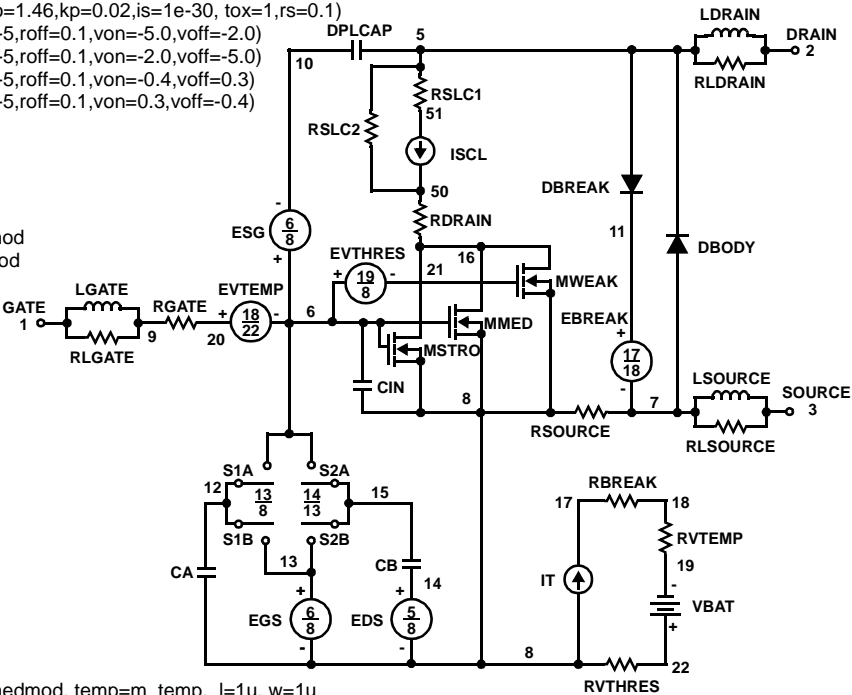 p=1.46,kp=0.02,is=1e-30, tox=1,rs=0.1)
-5,roff=0.1,von=-5.0,voff=-2.0)
-5,roff=0.1,von=-2.0,voff=-5.0)
-5,roff=0.1,von=-0.4,voff=0.3)
-5,roff=0.1,von=0.3,voff=-0.4)
nod
od
LDRAIN
DPLCAP
5
DRAIN
2
10
RLDRAIN
RSLC1
51
RSLC2
ISCL
50
RDRAIN
DBREAK
11
DBODY
-
ESG
6
8
+
EVTHRES
+
19
8
-
21
16
MWEAK
LGATE
GATE
1
RLGATE
9
RGATE
20
EVTEMP
+
18
22
-
6
MMED
MSTRO
EBREAK
+
17
18
-
CIN
8
RSOURCE
7
LSOURCE
SOURCE
3
RLSOURCE
S1A
S2A
12
13
8
14
13
15
S1B
S2B
13
CA
CB
14
+
EGS
6
8
-
+
EDS
5
8
-
8
RBREAK
17
18
RVTEMP
19
IT
-
VBAT
+
22
RVTHRES
nedmod, temp=m_temp, l=1u, w=1u